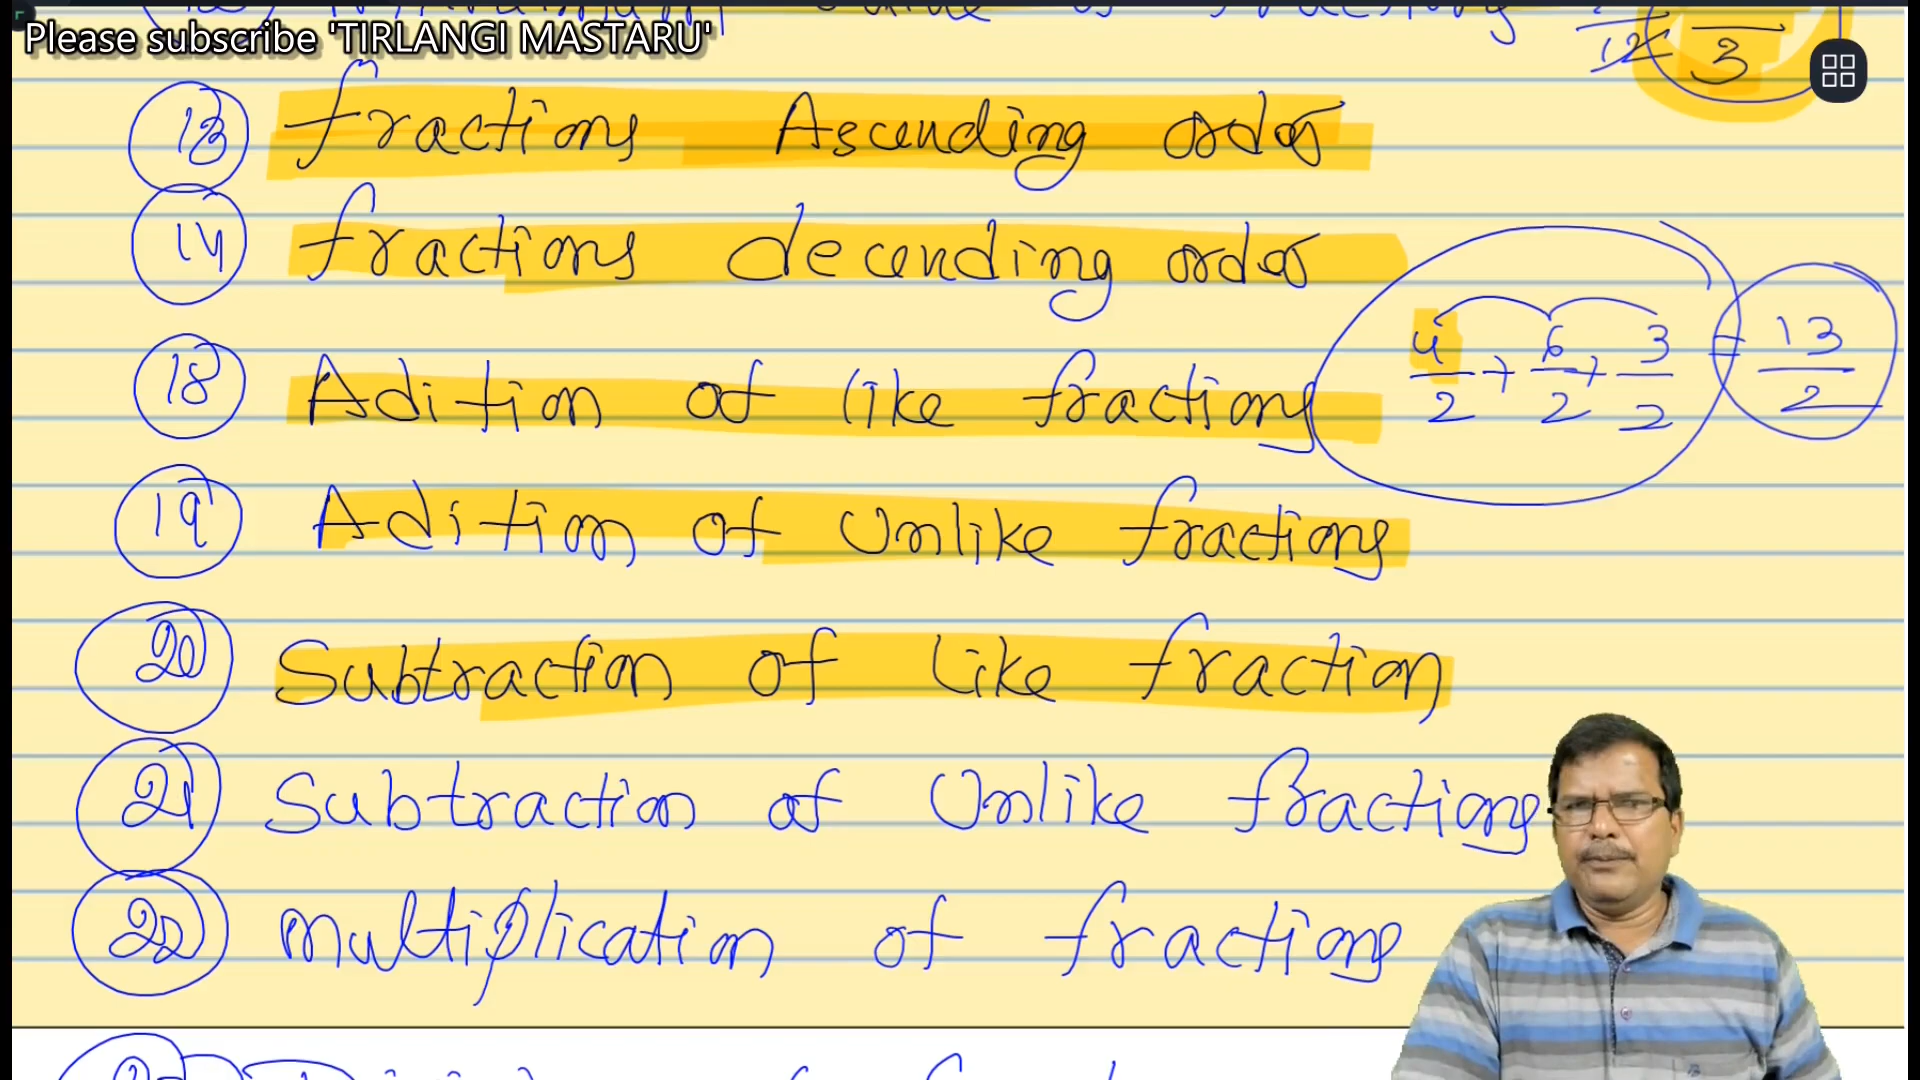 Please subscribe 'TIRLANGI MASTARU'
12
3
13 fractions Ascending order
14 fractions decending order
18 Adition of like fractions 4/2 + 6/2 + 3/2 = 13/2
19 Adition of Unlike fractions
20 Subtraction of Like fraction
21 Subtraction of Unlike fractions
22 multiplication of fractions